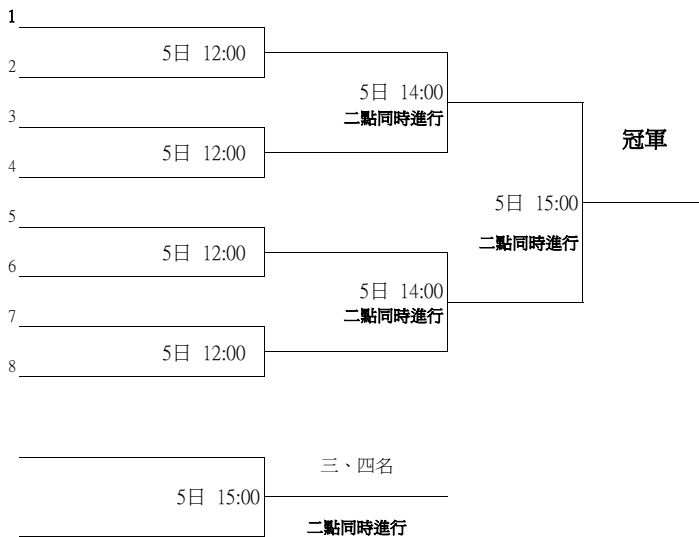 1
5日 12:00
2
5日 14:00
二點同時進行
3
5日 12:00
4
冠軍
5日 15:00
二點同時進行
5
5日 12:00
6
5日 14:00
二點同時進行
7
5日 12:00
8
三、四名
5日 15:00
二點同時進行